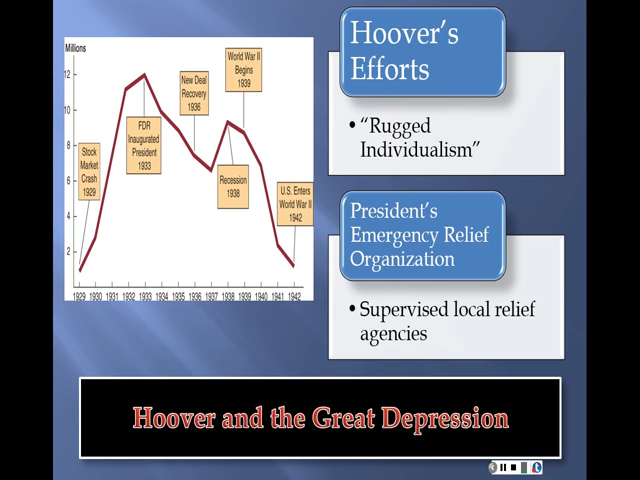 Millions
12
10
8
6
4
2
Stock
Market
Crash
1929
FDR
Inaugurated
President
1933
New Deal
Recovery
1936
World War II
Begins
1939
Recession
1938
U.S. Enters
World War II
1942
1929 1930 1931 1932 1933 1934 1935 1936 1937 1938 1939 1940 1941 1942
Hoover's
Efforts
• "Rugged
Individualism"
President's
Emergency Relief
Organization
• Supervised local relief
agencies
Hoover and the Great Depression